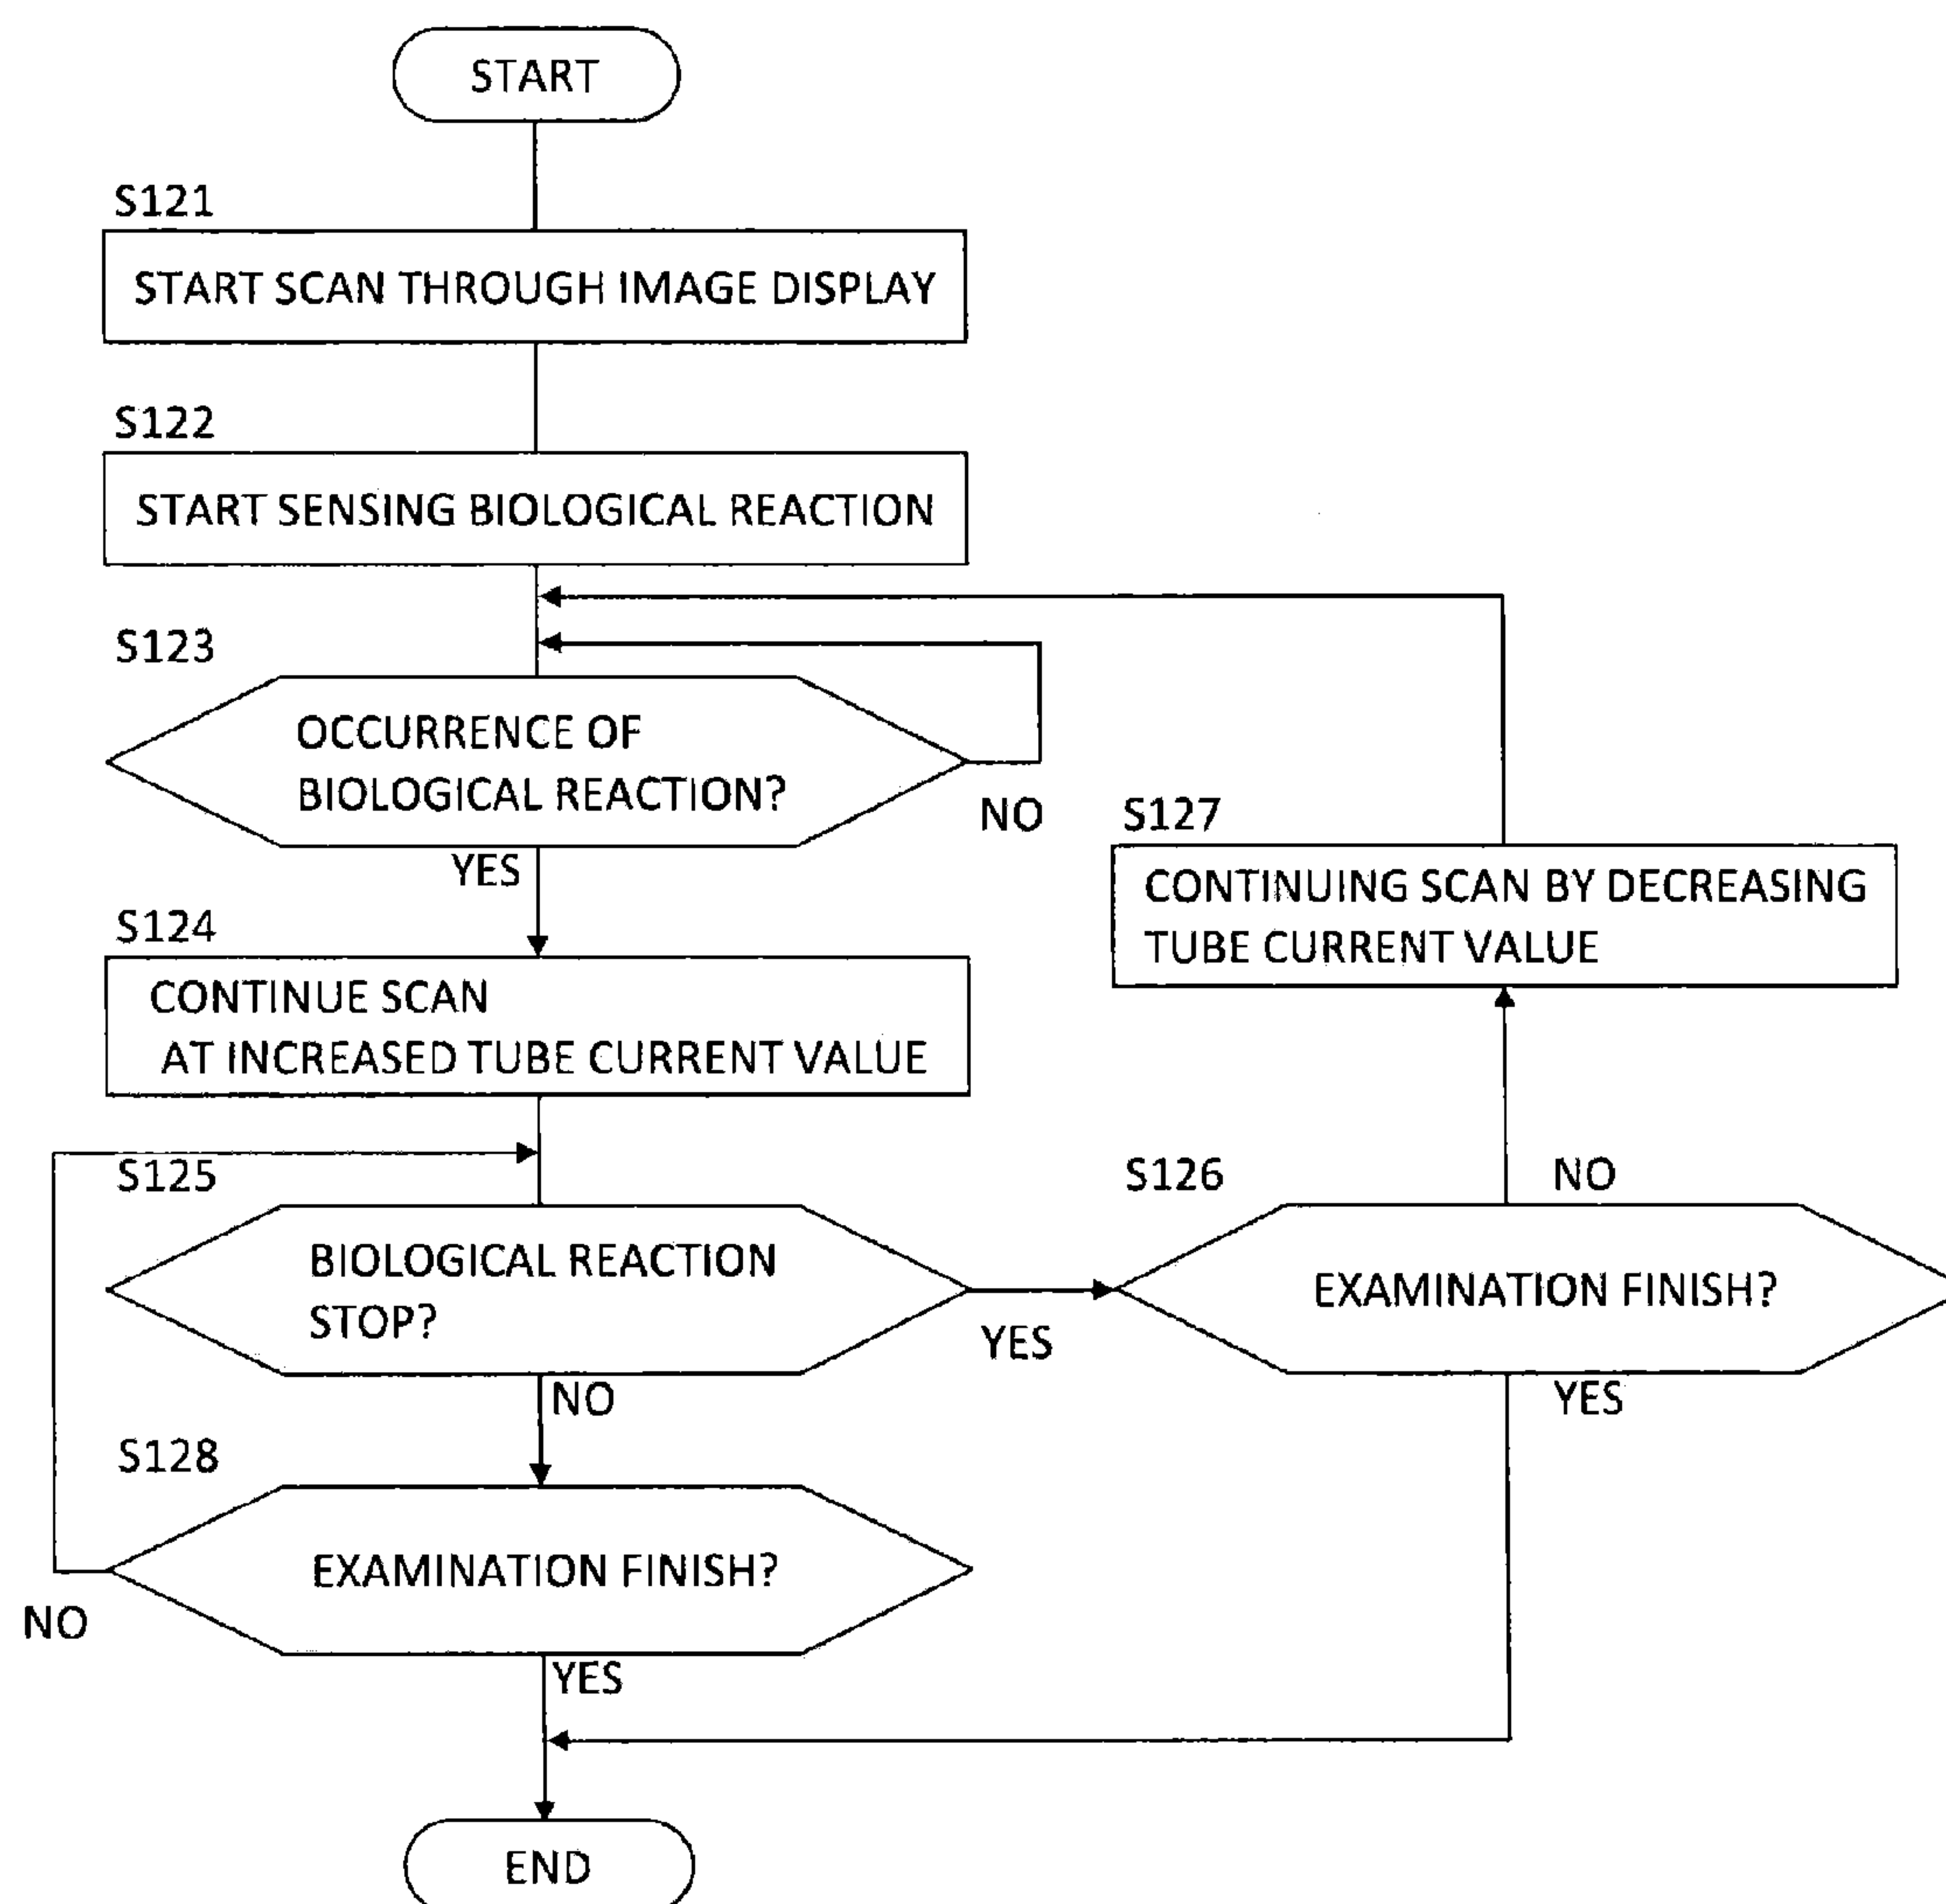 START
S121
START SCAN THROUGH IMAGE DISPLAY
S122
START SENSING BIOLOGICAL REACTION
S123
OCCURRENCE OF
BIOLOGICAL REACTION?
NO
YES
S124
CONTINUE SCAN
AT INCREASED TUBE CURRENT VALUE
S125
BIOLOGICAL REACTION
STOP?
YES
NO
S126
EXAMINATION FINISH?
NO
YES
S127
CONTINUING SCAN BY DECREASING
TUBE CURRENT VALUE
S128
EXAMINATION FINISH?
NO
YES
END